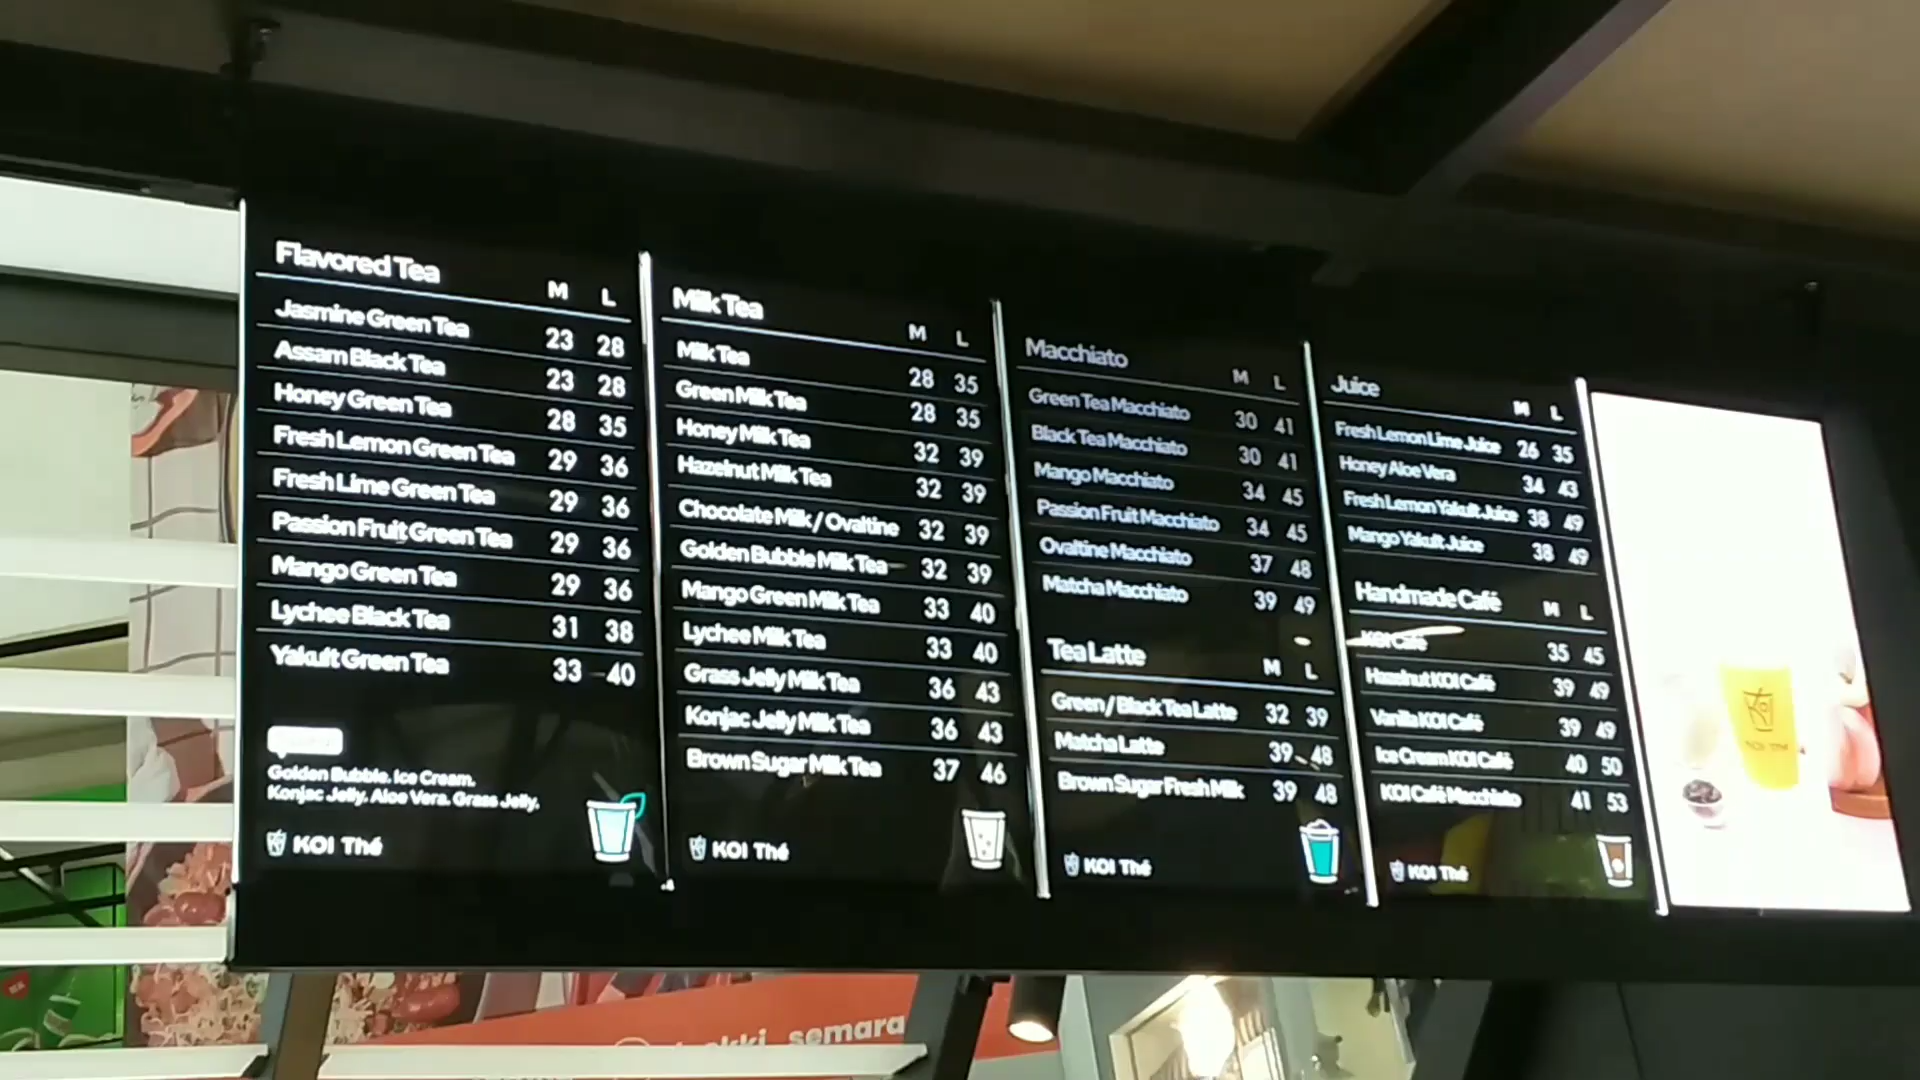 Flavored Tea
M L
Jasmine Green Tea 23 28
Assam Black Tea 23 28
Honey Green Tea 28 35
Fresh Lemon Green Tea 29 36
Fresh Lime Green Tea 29 36
Passion Fruit Green Tea 29 36
Mango Green Tea 29 36
Lychee Black Tea 31 38
Yakult Green Tea 33 40
Golden Bubble. Ice Cream.
Konjac Jelly. Aloe Vera. Grass Jelly.
KOI Thé
Milk Tea
M L
Milk Tea 28 35
Green Milk Tea 28 35
Honey Milk Tea 32 39
Hazelnut Milk Tea 32 39
Chocolate Milk / Ovaltine 32 39
Golden Bubble Milk Tea 32 39
Mango Green Milk Tea 33 40
Lychee Milk Tea 33 40
Grass Jelly Milk Tea 36 43
Konjac Jelly Milk Tea 36 43
Brown Sugar Milk Tea 37 46
KOI Thé
Macchiato
M L
Green Tea Macchiato 30 41
Black Tea Macchiato 30 41
Mango Macchiato 34 45
Passion Fruit Macchiato 34 45
Ovaltine Macchiato 37 48
Matcha Macchiato 39 49
Tea Latte
M L
Green / Black Tea Latte 32 39
Matcha Latte 39 48
Brown Sugar Fresh Milk 39 48
KOI Thé
Juice
M L
Fresh Lemon Lime Juice 26 35
Honey Aloe Vera 34 43
Fresh Lemon Yakult Juice 38 49
Mango Yakult Juice 38 49
Handmade Café
M L
KOI Café 35 45
Hazelnut KOI Café 39 49
Vanilla KOI Café 39 49
Ice Cream KOI Café 40 50
KOI Café Macchiato 41 53
KOI Thé
KOI
KOI Thé
semara